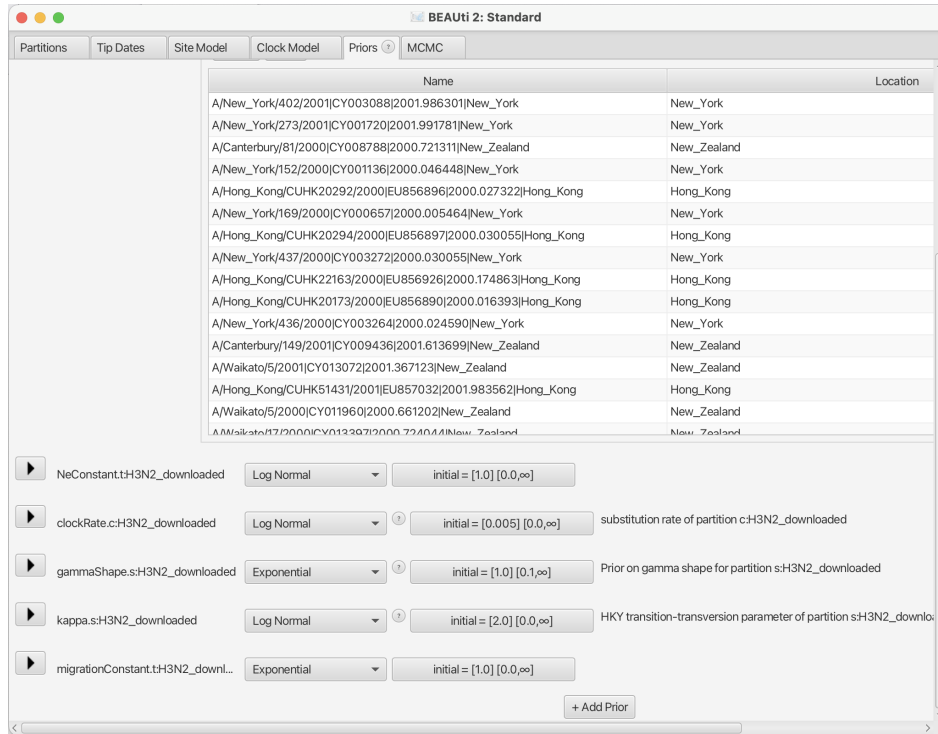 BEAUti 2: Standard
Partitions Tip Dates Site Model Clock Model Priors ? MCMC
Name Location
A/New_York/402/2001|CY003088|2001.986301|New_York New_York
A/New_York/273/2001|CY001720|2001.991781|New_York New_York
A/Canterbury/81/2000|CY008788|2000.721311|New_Zealand New_Zealand
A/New_York/152/2000|CY001136|2000.046448|New_York New_York
A/Hong_Kong/CUHK20292/2000|EU856896|2000.027322|Hong_Kong Hong_Kong
A/New_York/169/2000|CY000657|2000.005464|New_York New_York
A/Hong_Kong/CUHK20294/2000|EU856897|2000.030055|Hong_Kong Hong_Kong
A/New_York/437/2000|CY003272|2000.030055|New_York New_York
A/Hong_Kong/CUHK22163/2000|EU856926|2000.174863|Hong_Kong Hong_Kong
A/Hong_Kong/CUHK20173/2000|EU856890|2000.016393|Hong_Kong Hong_Kong
A/New_York/436/2000|CY003264|2000.024590|New_York New_York
A/Canterbury/149/2001|CY009436|2001.613699|New_Zealand New_Zealand
A/Waikato/5/2001|CY013072|2001.367123|New_Zealand New_Zealand
A/Hong_Kong/CUHK51431/2001|EU857032|2001.983562|Hong_Kong Hong_Kong
A/Waikato/5/2000|CY011960|2000.661202|New_Zealand New_Zealand
A/Waikato/17/2000|CY013397|2000.724044|New_Zealand New_Zealand
NeConstant.t:H3N2_downloaded Log Normal initial = [1.0] [0.0,∞]
clockRate.c:H3N2_downloaded Log Normal ? initial = [0.005] [0.0,∞] substitution rate of partition c:H3N2_downloaded
gammaShape.s:H3N2_downloaded Exponential ? initial = [1.0] [0.1,∞] Prior on gamma shape for partition s:H3N2_downloaded
kappa.s:H3N2_downloaded Log Normal ? initial = [2.0] [0.0,∞] HKY transition-transversion parameter of partition s:H3N2_downloa
migrationConstant.t:H3N2_downl... Exponential initial = [1.0] [0.0,∞]
+ Add Prior